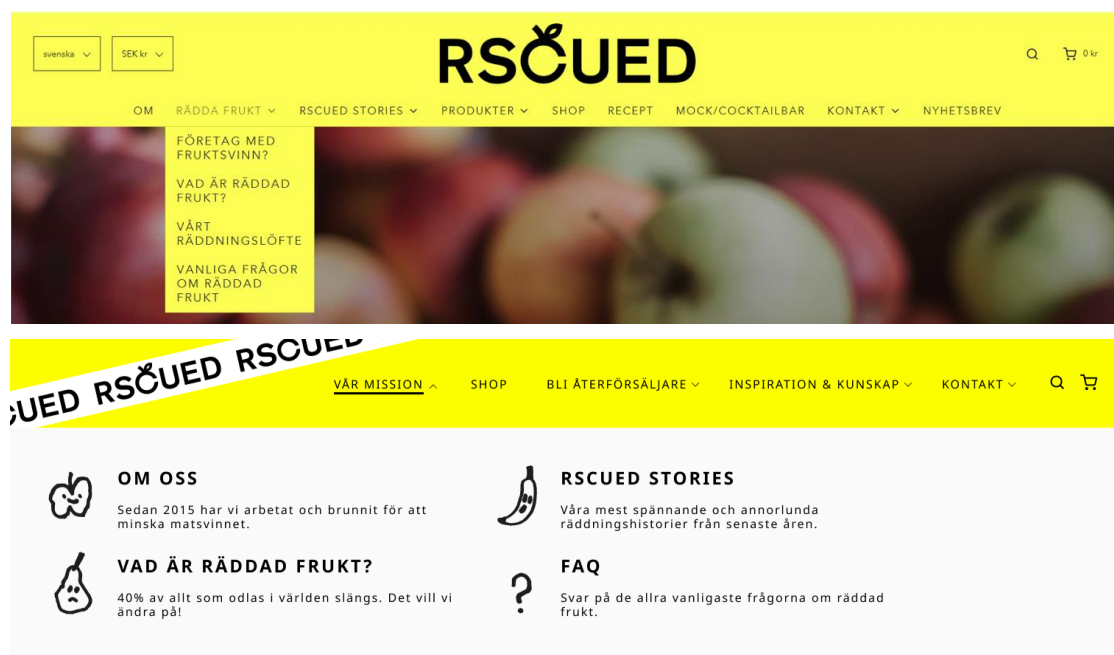 svenska
SEK kr
RSCUED
0 kr
OM
RÄDDA FRUKT
RSCUED STORIES
PRODUKTER
SHOP
RECEPT
MOCK/COCKTAILBAR
KONTAKT
NYHETSBREV
FÖRETAG MED
FRUKTSVINN?
VAD ÄR RÄDDAD
FRUKT?
VÅRT
RÄDDNINGSLÖFTE
VANLIGA FRÅGOR
OM RÄDDAD
FRUKT
CUED RSCUED RSCUED
VÅR MISSION
SHOP
BLI ÅTERFÖRSÄLJARE
INSPIRATION & KUNSKAP
KONTAKT
OM OSS
Sedan 2015 har vi arbetat och brunnit för att
minska matsvinnet.
RSCUED STORIES
Våra mest spännande och annorlunda
räddningshistorier från senaste åren.
VAD ÄR RÄDDAD FRUKT?
40% av allt som odlas i världen slängs. Det vill vi
ändra på!
?
FAQ
Svar på de allra vanligaste frågorna om räddad
frukt.